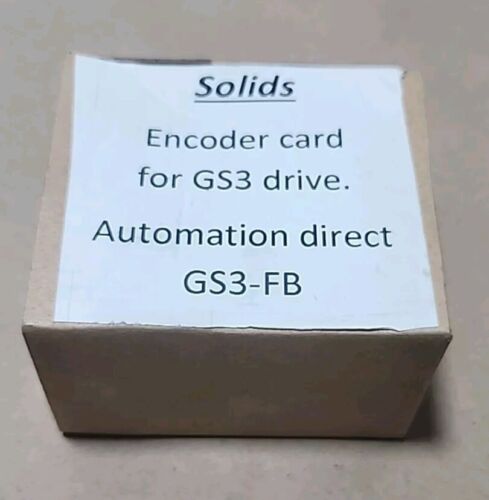 Solids
Encoder card
for GS3 drive.
Automation direct
GS3-FB